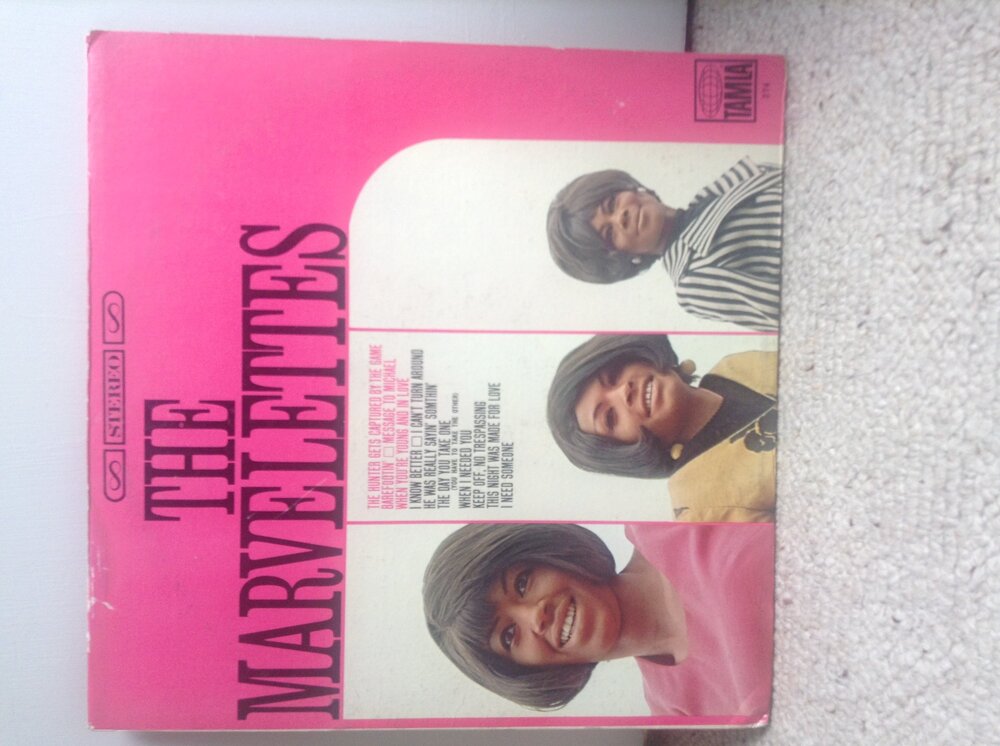 S STEREO S
TAMLA
274
THE
MARVELETTES
THE HUNTER GETS CAPTURED BY THE GAME
BAREFOOTIN' □ MESSAGE TO MICHAEL
WHEN YOU'RE YOUNG AND IN LOVE
I KNOW BETTER □ I CAN'T TURN AROUND
HE WAS REALLY SAYIN' SOMTHIN'
THE DAY YOU TAKE ONE
(YOU HAVE TO TAKE THE OTHER)
WHEN I NEEDED YOU
KEEP OFF, NO TRESPASSING
THIS NIGHT WAS MADE FOR LOVE
I NEED SOMEONE